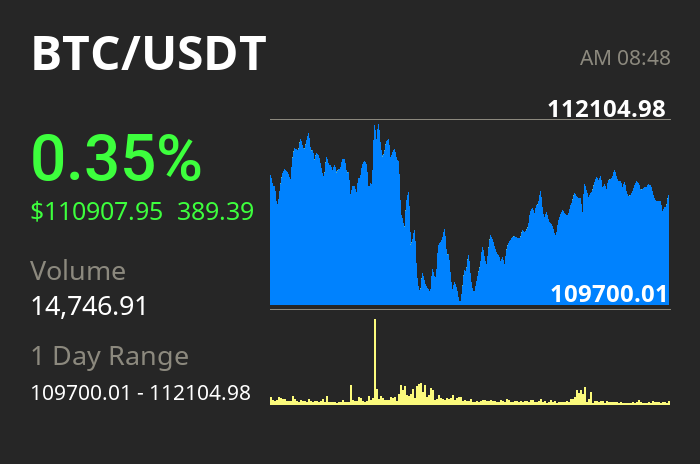 BTC/USDT
AM 08:48
112104.98
0.35%
$110907.95 389.39
Volume
14,746.91
109700.01
1 Day Range
109700.01 - 112104.98